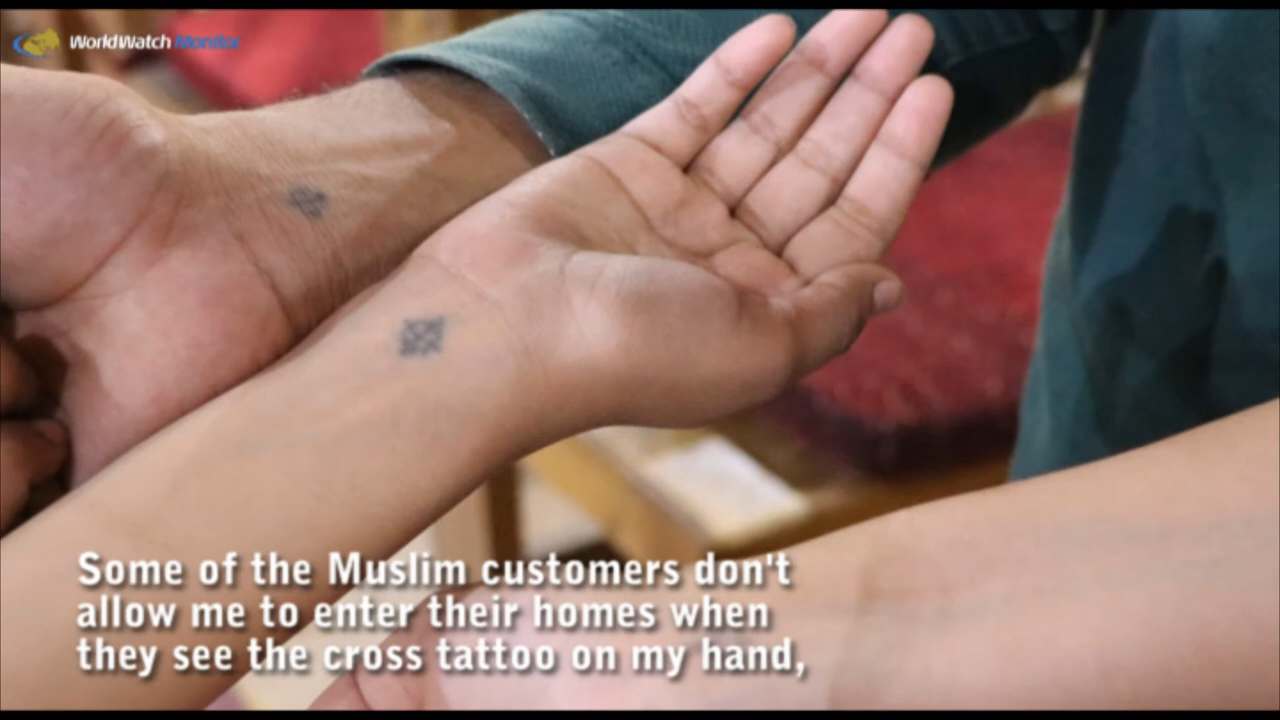 WorldWatch Monitor
Some of the Muslim customers don't
allow me to enter their homes when
they see the cross tattoo on my hand,